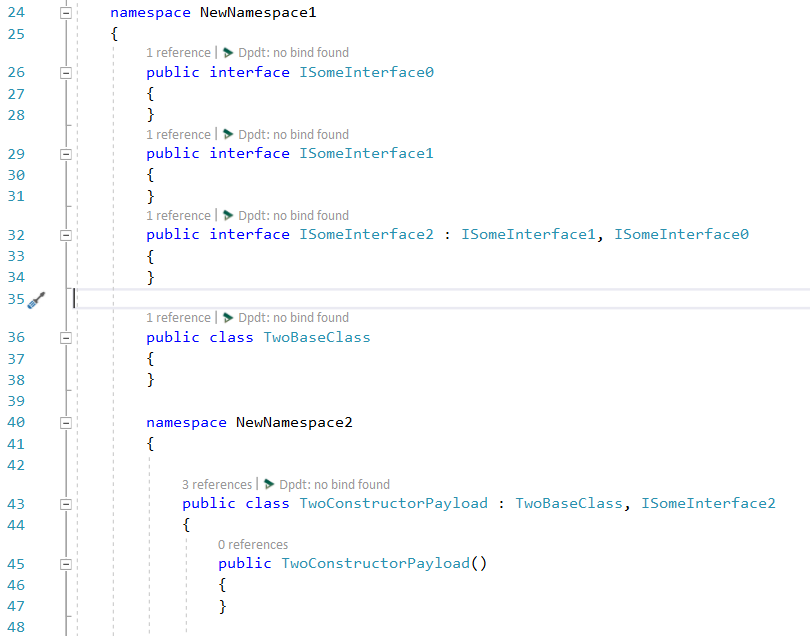 24 namespace NewNamespace1
25 {
1 reference | Dpdt: no bind found
26 public interface ISomeInterface0
27 {
28 }
1 reference | Dpdt: no bind found
29 public interface ISomeInterface1
30 {
31 }
1 reference | Dpdt: no bind found
32 public interface ISomeInterface2 : ISomeInterface1, ISomeInterface0
33 {
34 }
35
1 reference | Dpdt: no bind found
36 public class TwoBaseClass
37 {
38 }
39
40 namespace NewNamespace2
41 {
42
3 references | Dpdt: no bind found
43 public class TwoConstructorPayload : TwoBaseClass, ISomeInterface2
44 {
0 references
45 public TwoConstructorPayload()
46 {
47 }
48